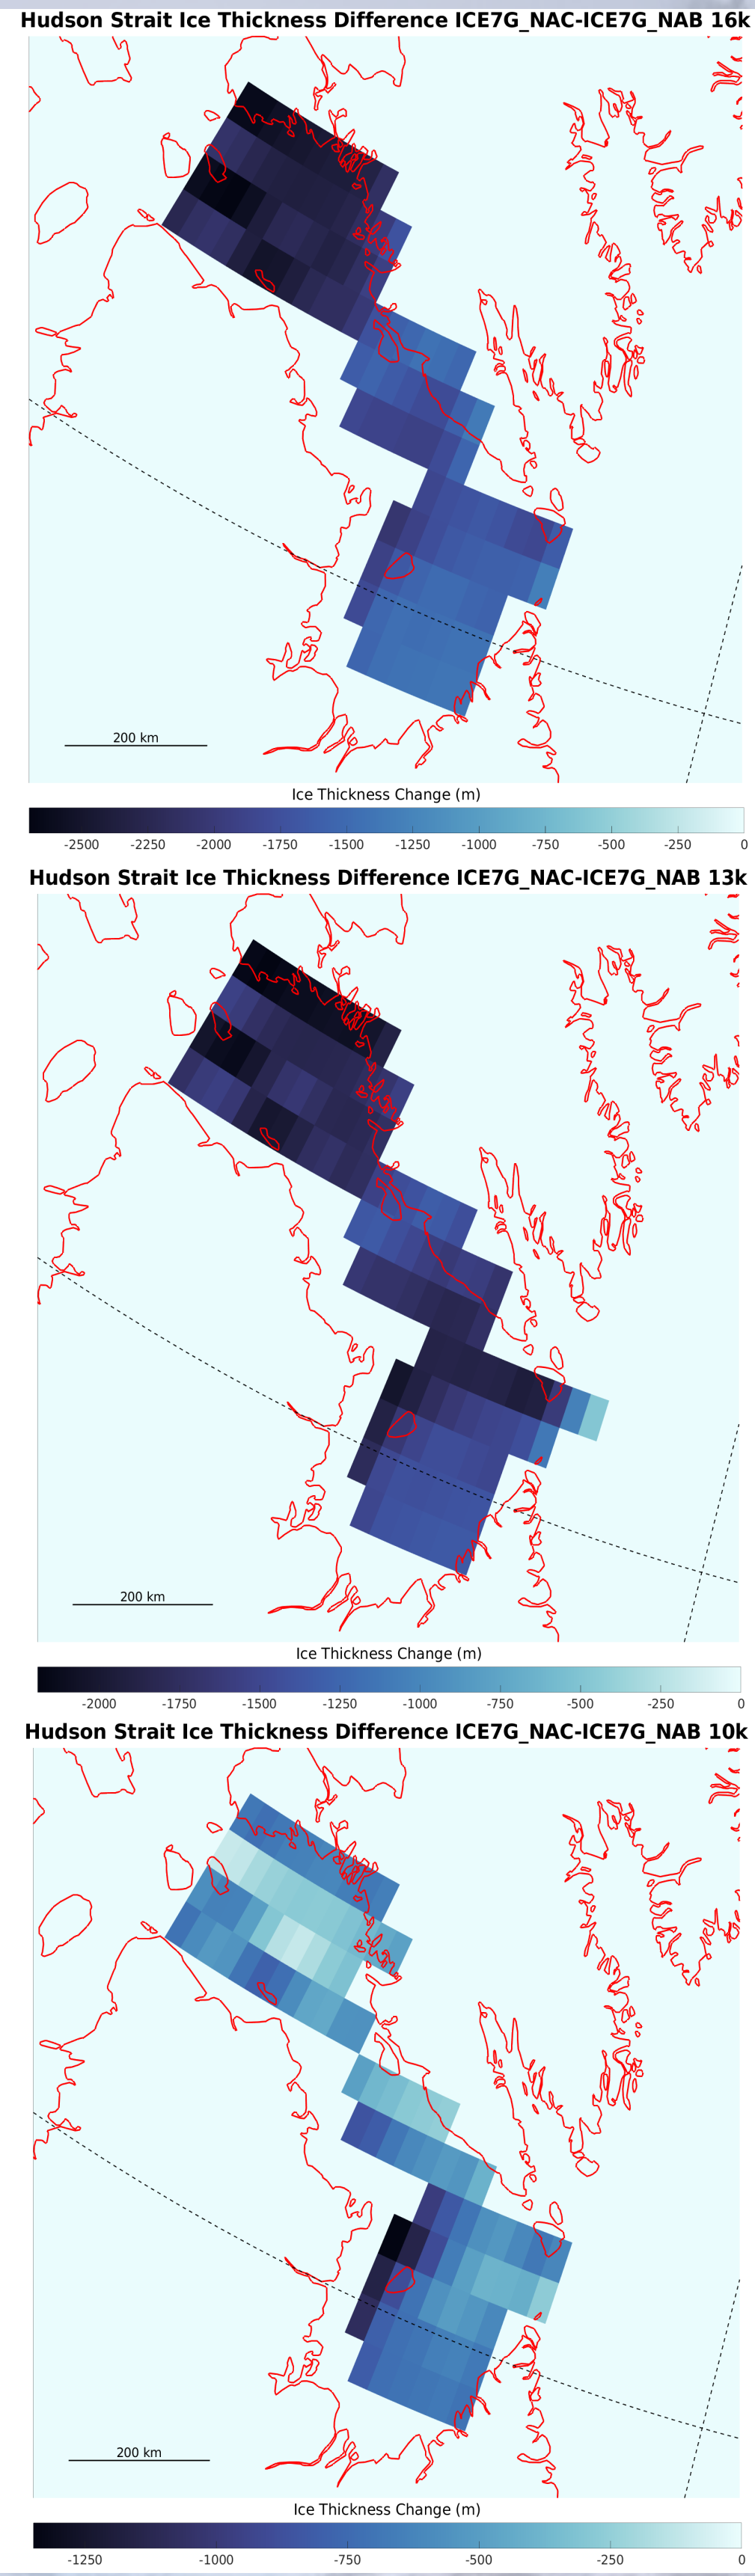 Hudson Strait Ice Thickness Difference ICE7G_NAC-ICE7G_NAB 16k
200 km
Ice Thickness Change (m)
-2500 -2250 -2000 -1750 -1500 -1250 -1000 -750 -500 -250 0
Hudson Strait Ice Thickness Difference ICE7G_NAC-ICE7G_NAB 13k
200 km
Ice Thickness Change (m)
-2000 -1750 -1500 -1250 -1000 -750 -500 -250 0
Hudson Strait Ice Thickness Difference ICE7G_NAC-ICE7G_NAB 10k
200 km
Ice Thickness Change (m)
-1250 -1000 -750 -500 -250 0